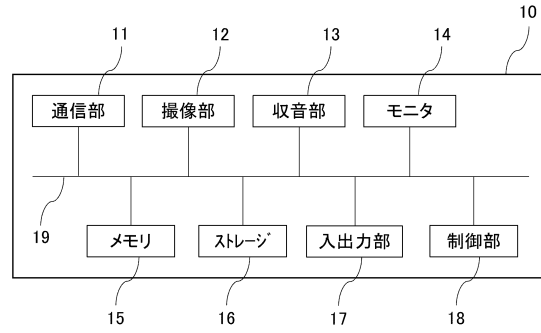 10
11 12 13 14
通信部 撮像部 収音部 モニタ
19
メモリ ｽﾄﾚｰｼﾞ 入出力部 制御部
15 16 17 18